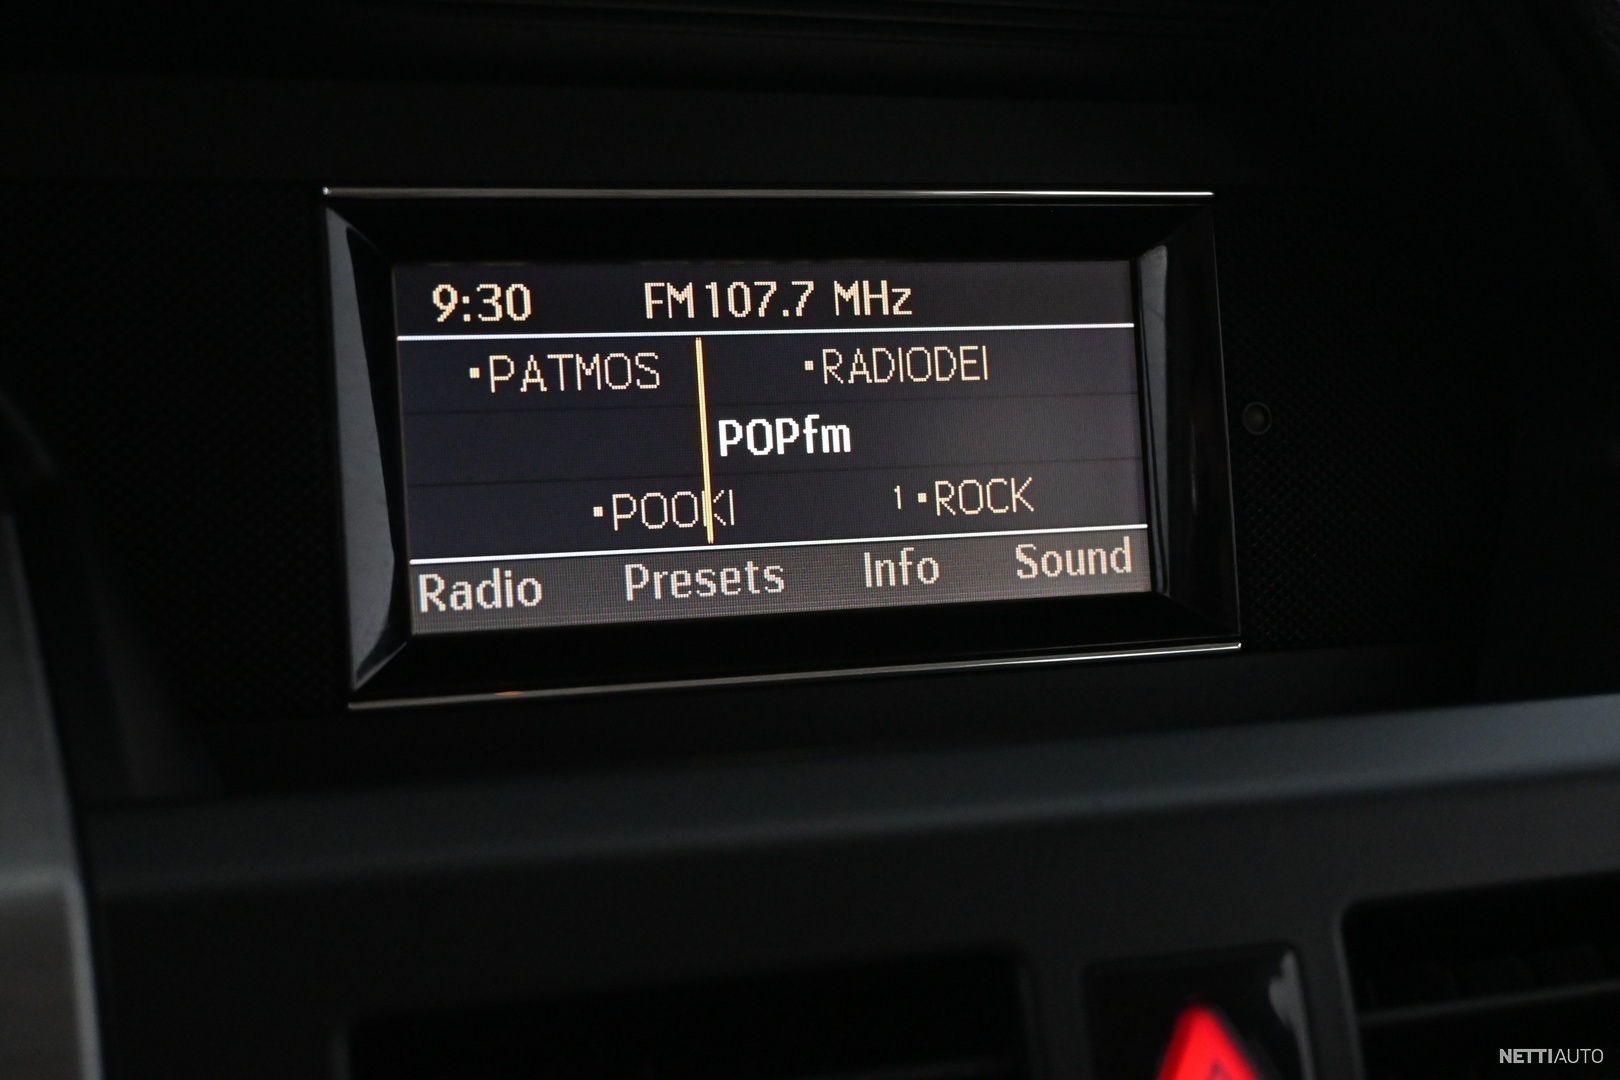 9:30 FM 107.7 MHz
▪PATMOS ▪RADIODEI
POPfm
▪POOKI 1 ▪ROCK
Radio Presets Info Sound
NETTIAUTO